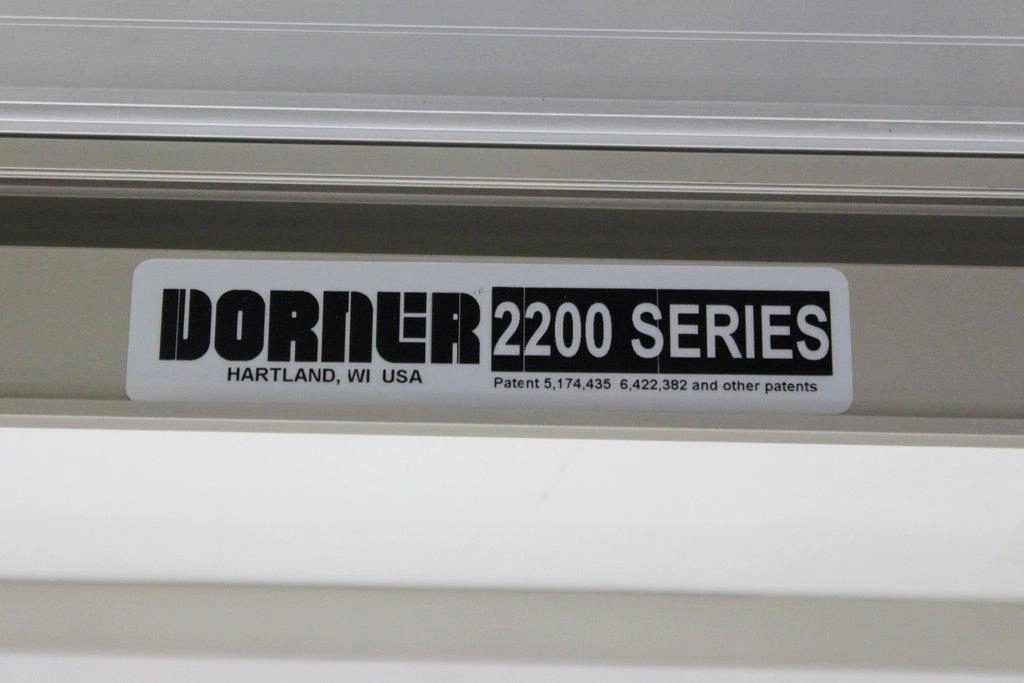 DORNER 2200 SERIES
HARTLAND, WI USA
Patent 5,174,435 6,422,382 and other patents